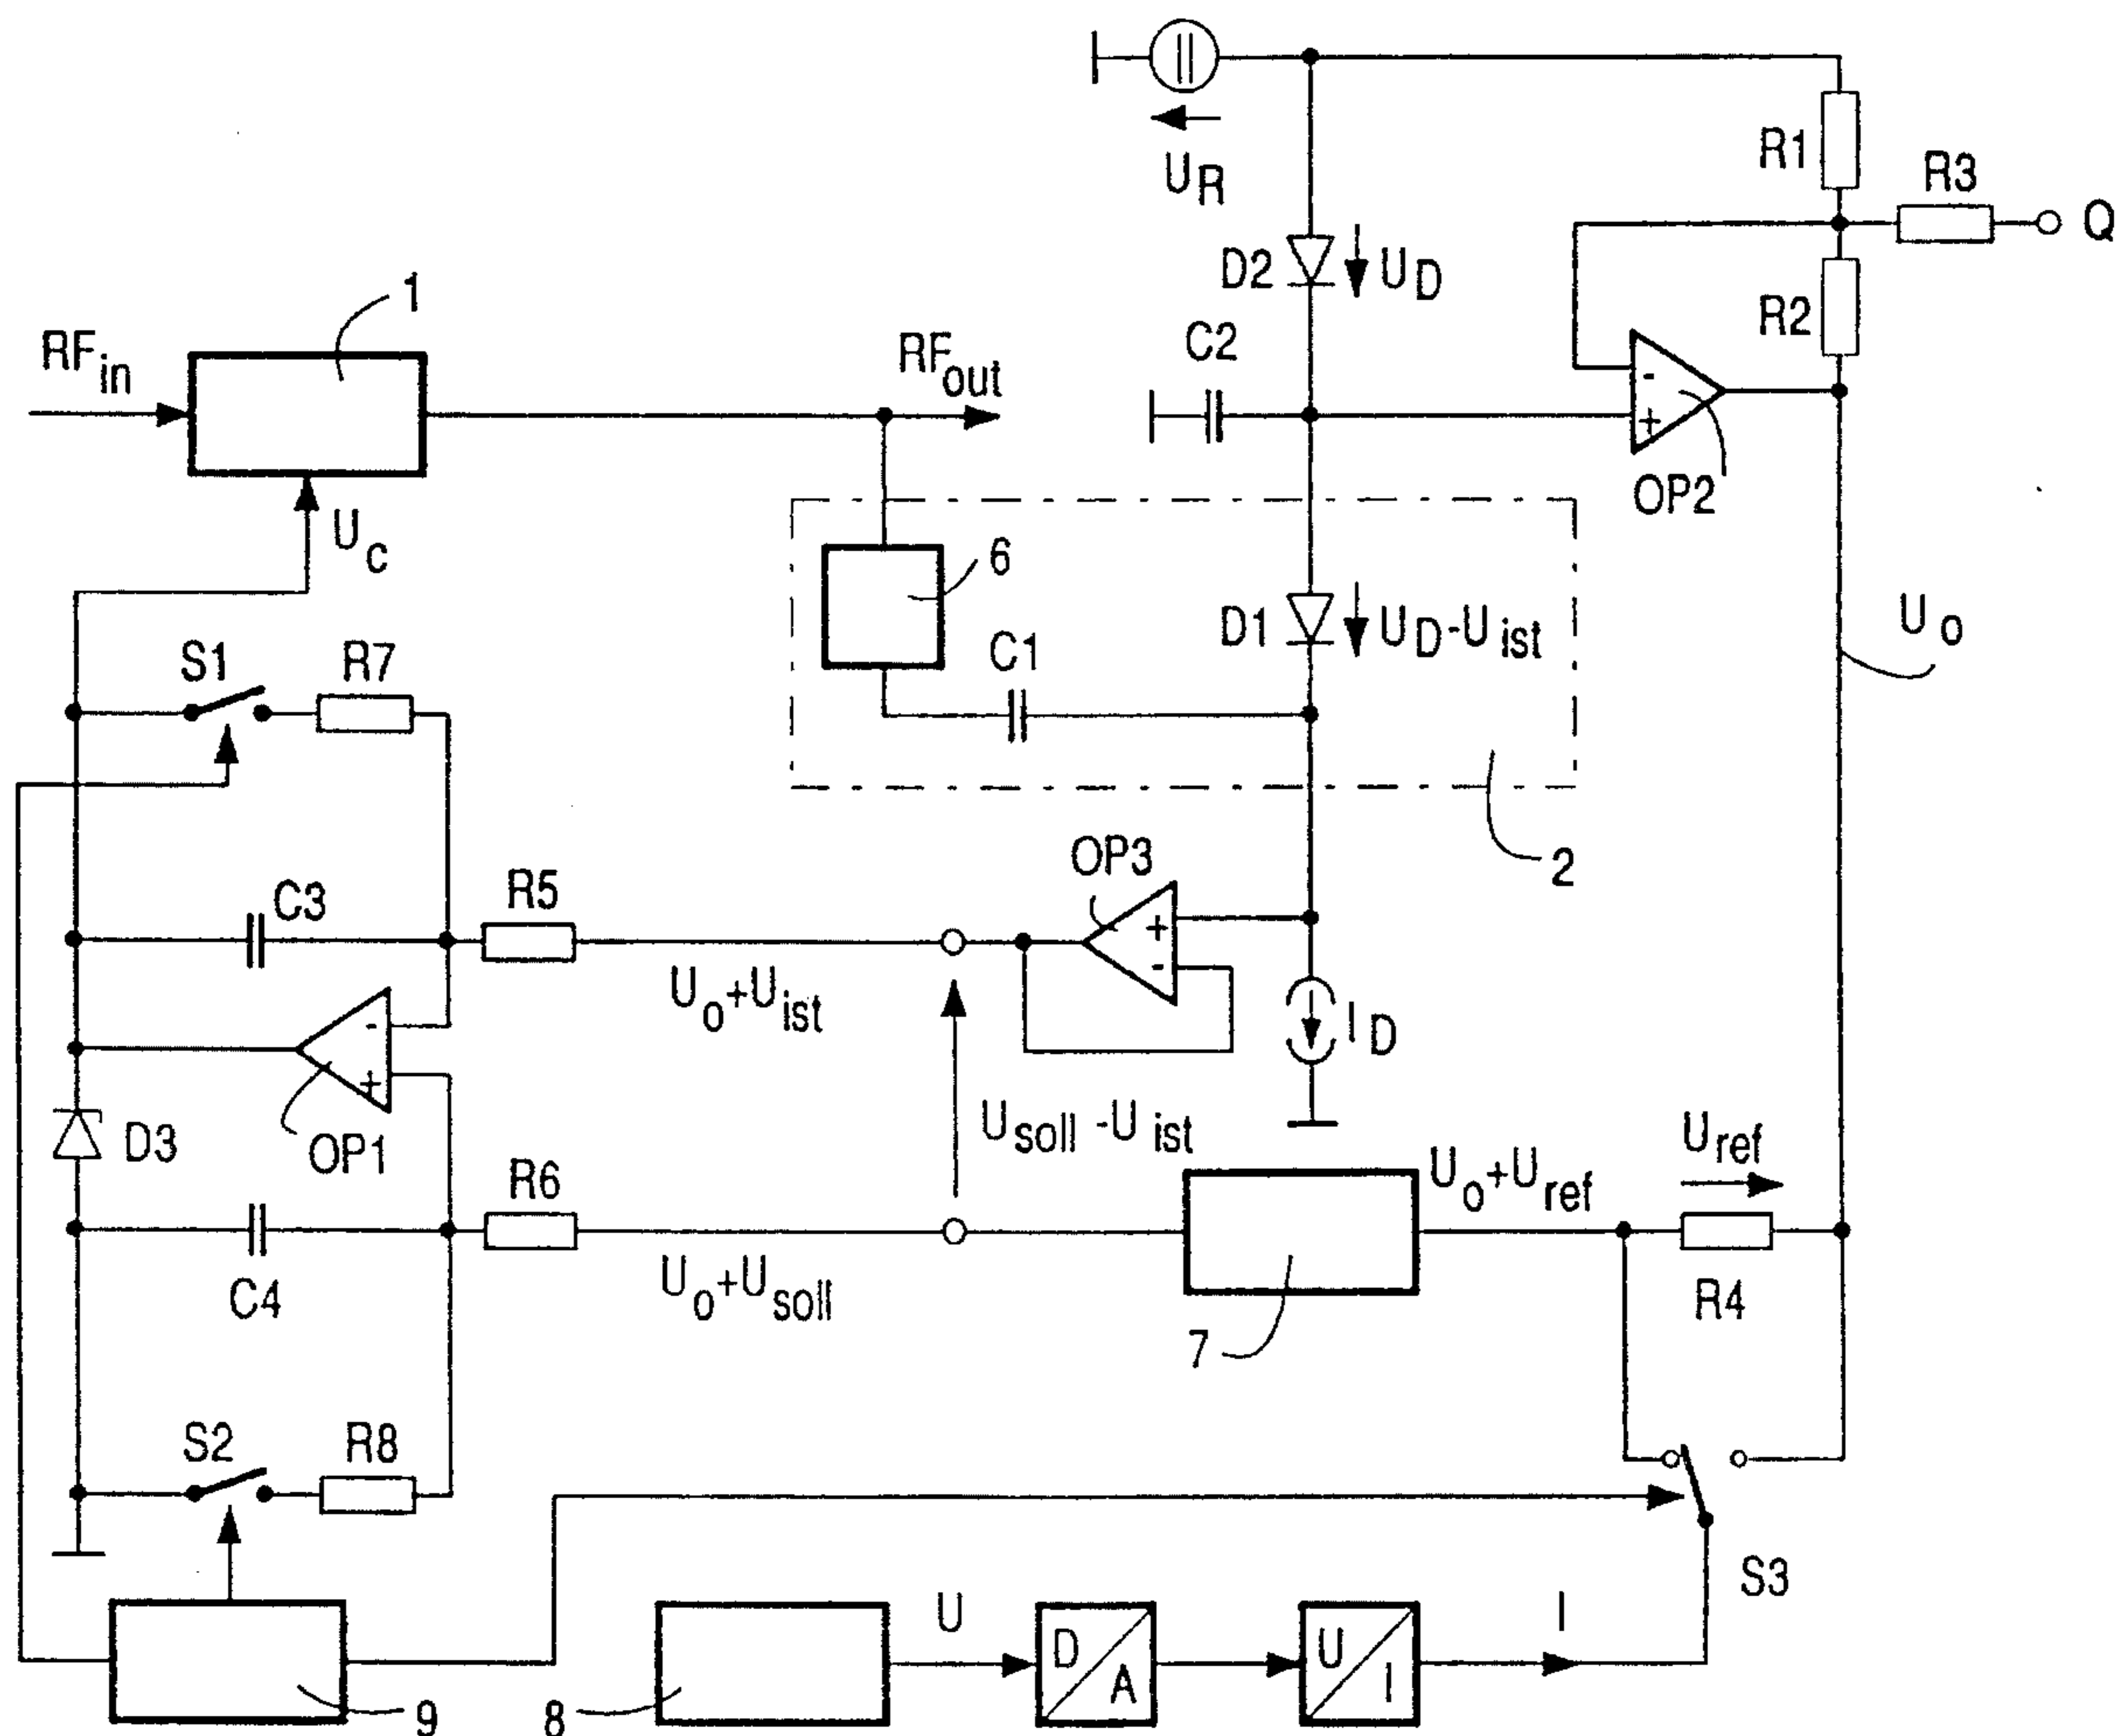 U_R
R1
R3
Q
D2
U_D
1
R2
C2
RF_in
RF_out
-
+
OP2
U_c
6
U_o
D1
U_D-U_ist
C1
S1
R7
OP3
2
C3
R5
+
-
U_o+U_ist
I_D
-
+
U_soll-U_ist
U_ref
D3
OP1
U_o+U_ref
R6
C4
U_o+U_soll
R4
7
S2
R8
S3
U
I
D
A
U
I
9
8